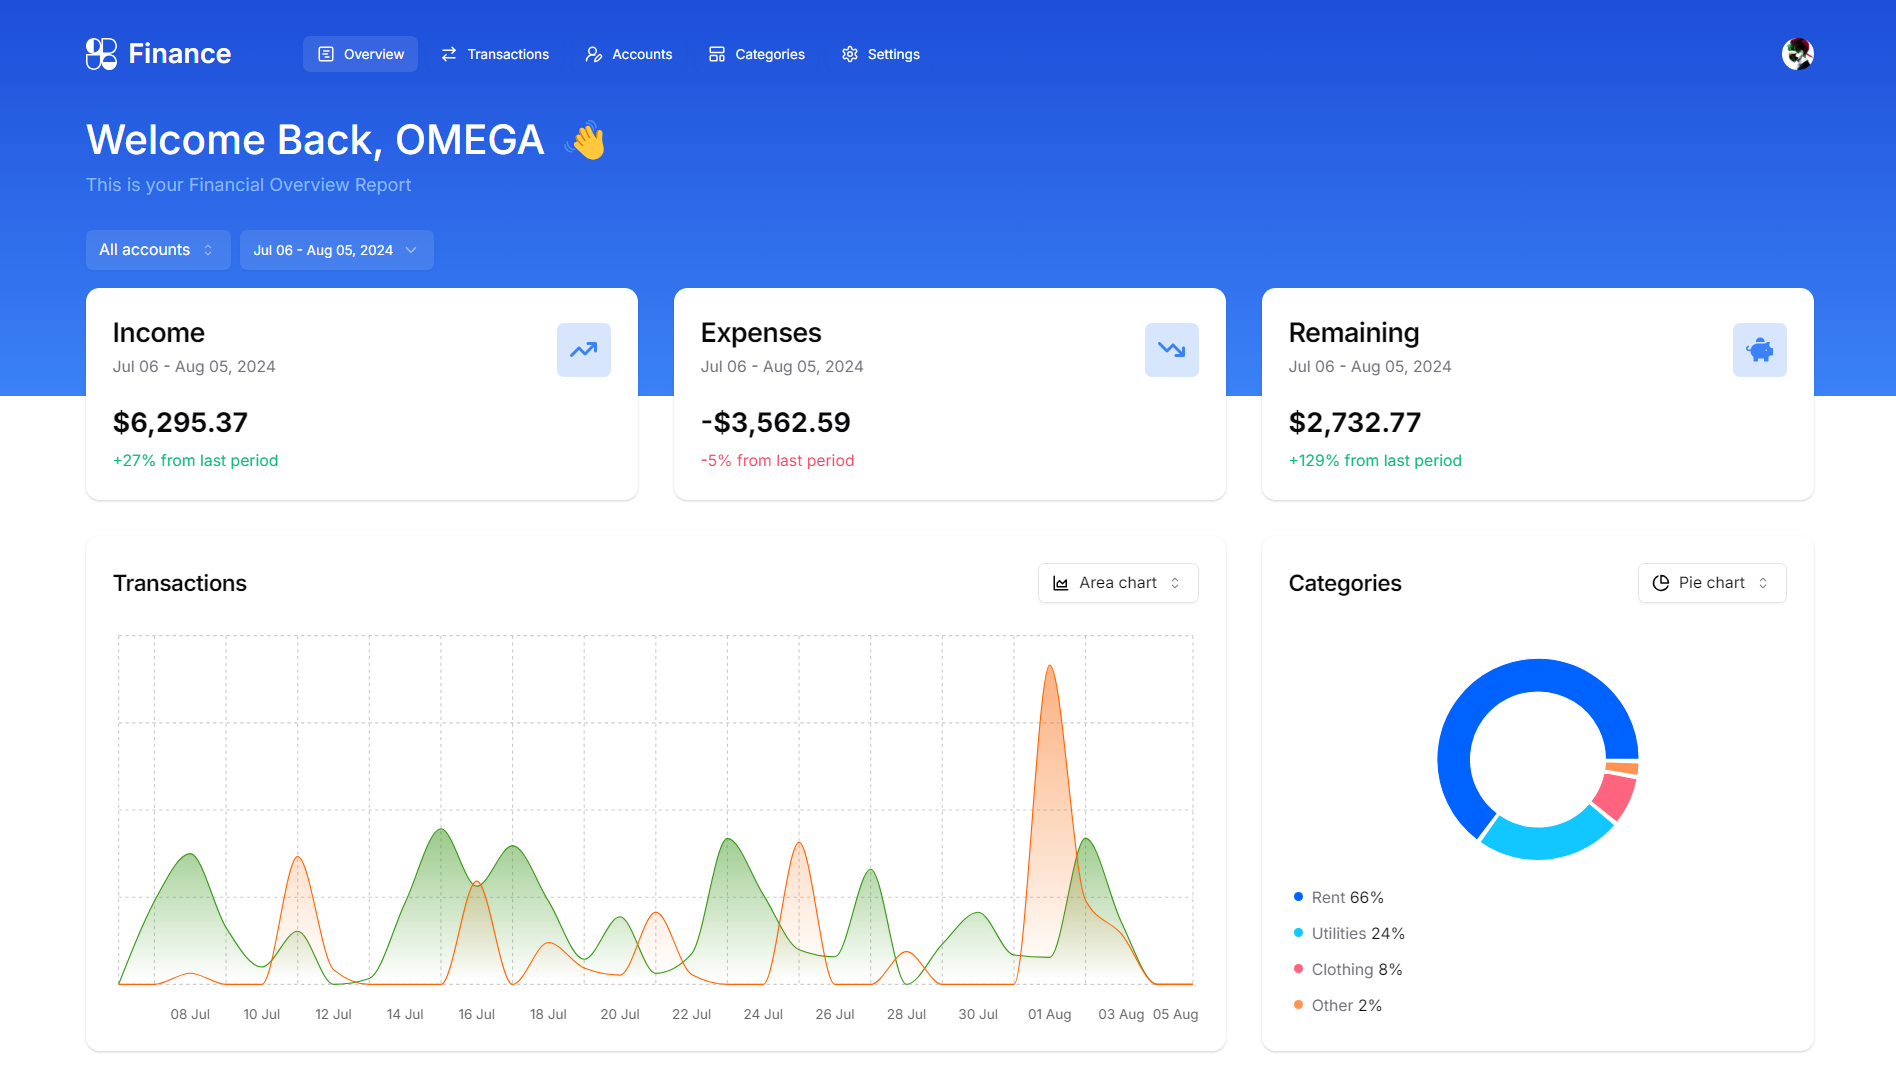 Finance
Overview
Transactions
Accounts
Categories
Settings
Welcome Back, OMEGA 👋
This is your Financial Overview Report
All accounts
Jul 06 - Aug 05, 2024
Income
Jul 06 - Aug 05, 2024
$6,295.37
+27% from last period
Expenses
Jul 06 - Aug 05, 2024
-$3,562.59
-5% from last period
Remaining
Jul 06 - Aug 05, 2024
$2,732.77
+129% from last period
Transactions
Area chart
08 Jul
10 Jul
12 Jul
14 Jul
16 Jul
18 Jul
20 Jul
22 Jul
24 Jul
26 Jul
28 Jul
30 Jul
01 Aug
03 Aug
05 Aug
Categories
Pie chart
Rent 66%
Utilities 24%
Clothing 8%
Other 2%